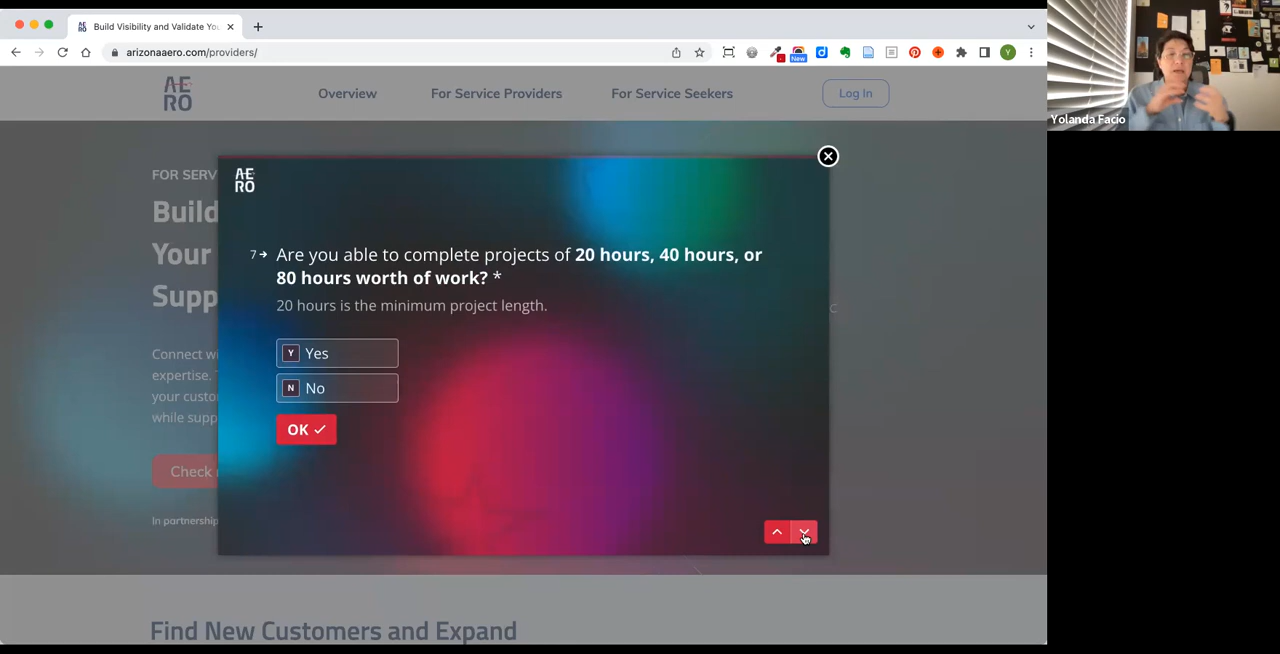 Build Visibility and Validate You
arizonaaero.com/providers/
New
Y
AE
RO
Overview
For Service Providers
For Service Seekers
Log In
Yolanda Facio
FOR SERV
Build
Your
Supp
AE
RO
7
Are you able to complete projects of 20 hours, 40 hours, or
80 hours worth of work? *
20 hours is the minimum project length.
Y Yes
N No
OK
Connect wi
expertise. T
your custo
while supp
Check
In partnership
Find New Customers and Expand